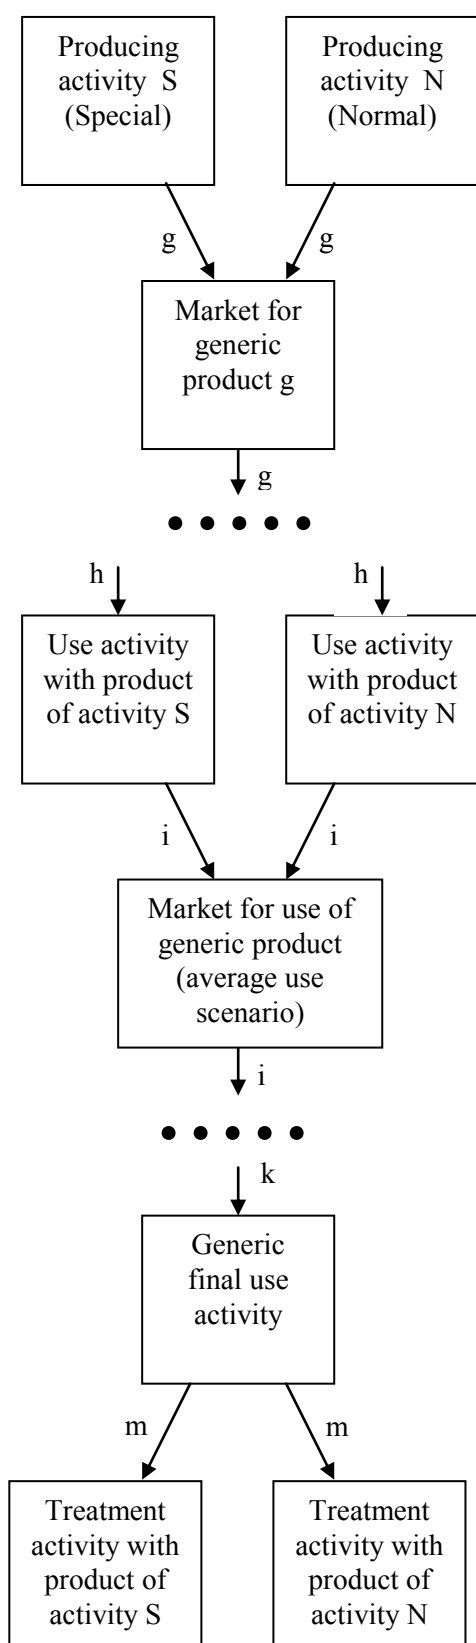 Producing
activity S
(Special)
Producing
activity N
(Normal)
g
g
Market for
generic
product g
g
h
h
Use activity
with product
of activity S
Use activity
with product
of activity N
i
i
Market for use of
generic product
(average use
scenario)
i
k
Generic
final use
activity
m
m
Treatment
activity with
product of
activity S
Treatment
activity with
product of
activity N